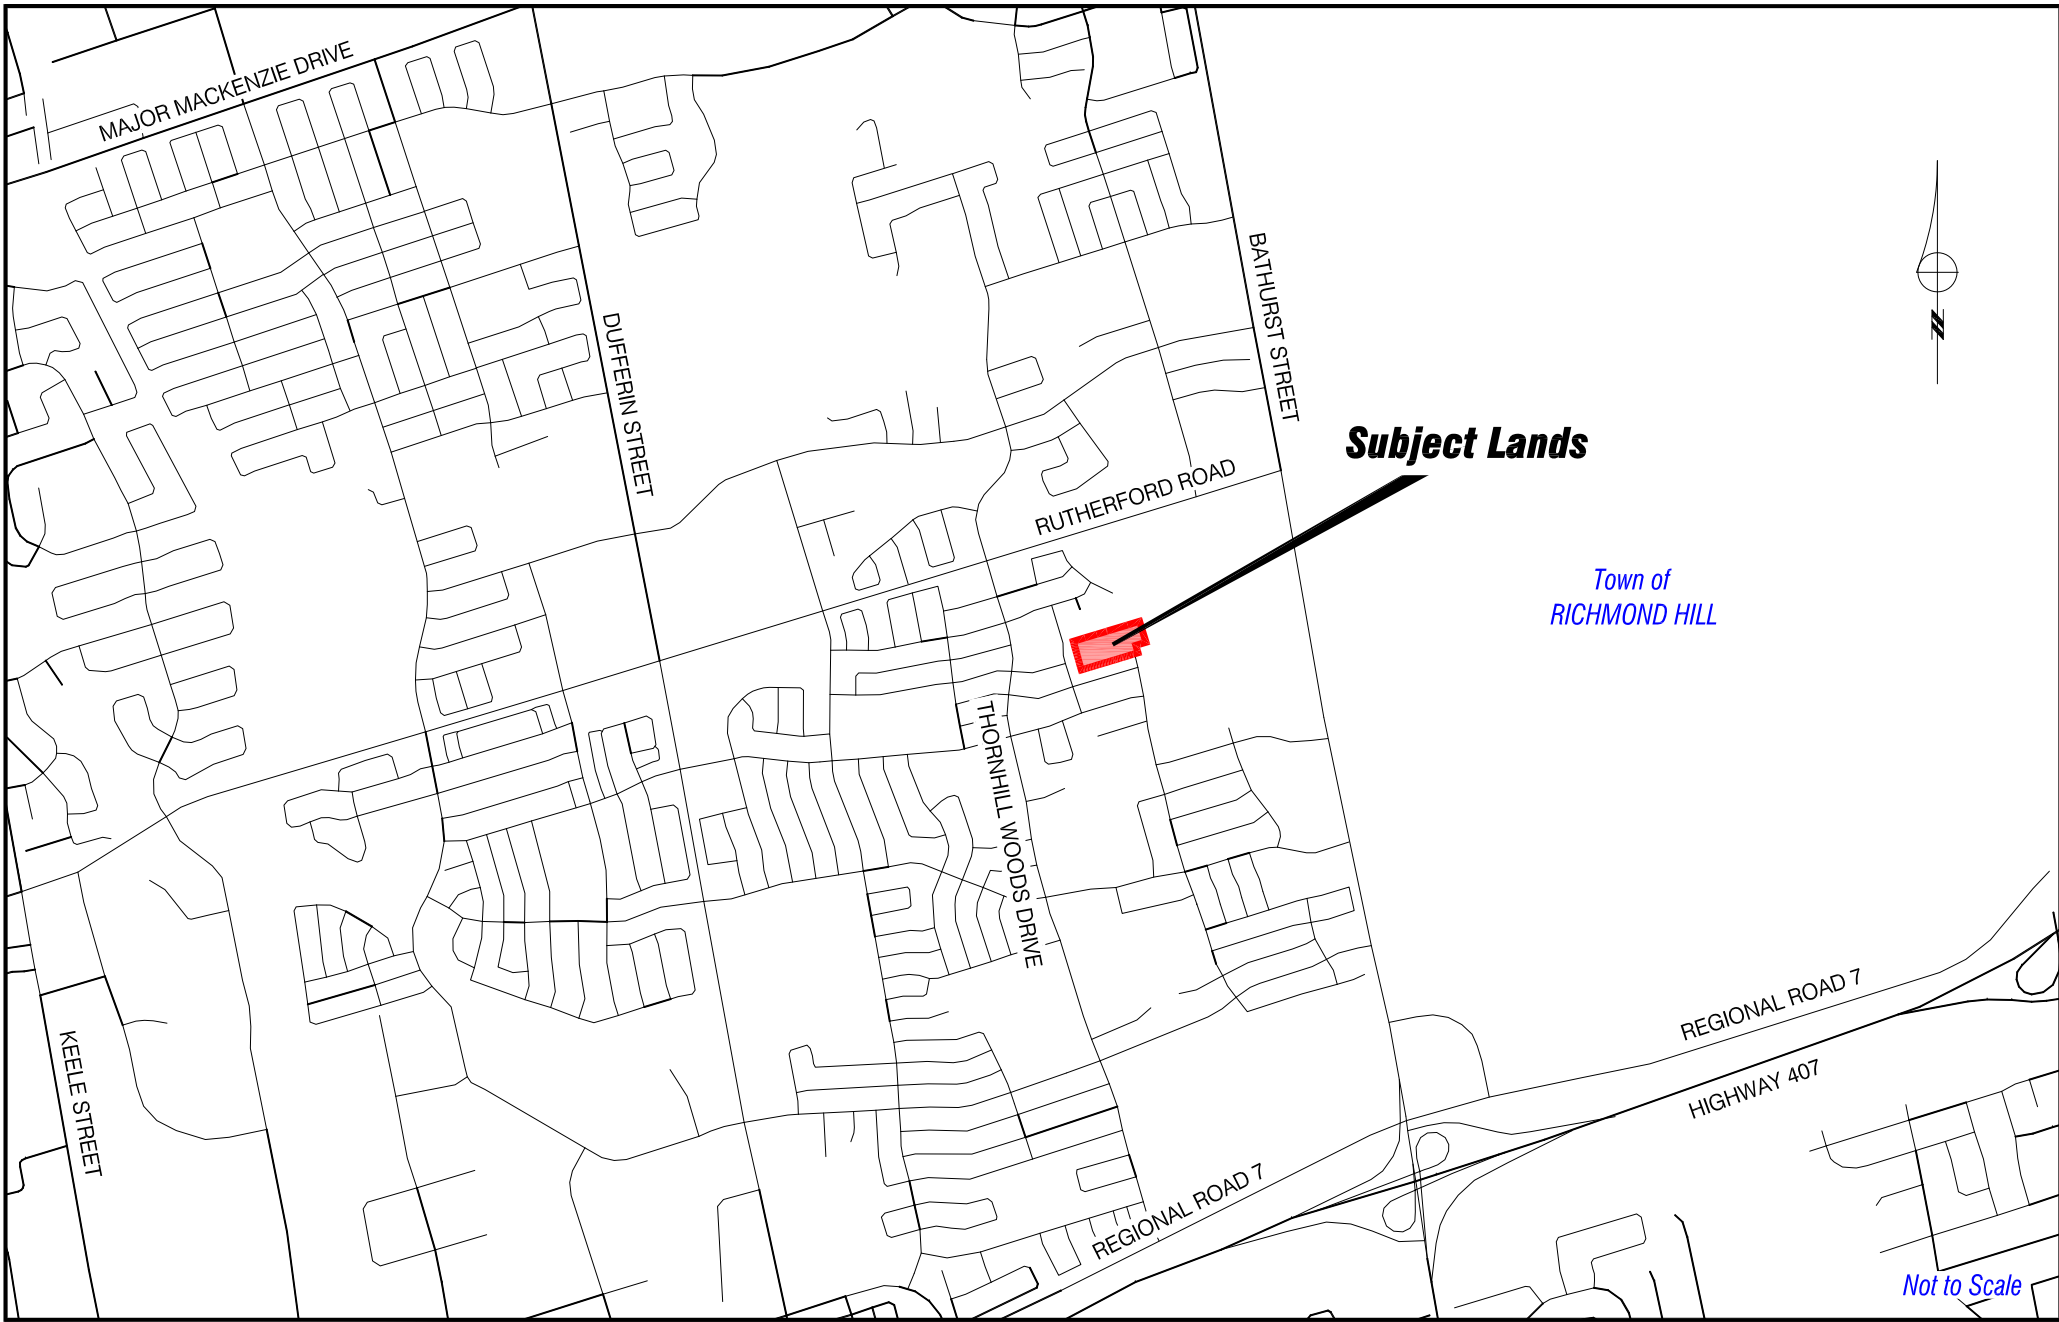 MAJOR MACKENZIE DRIVE
BATHURST STREET
DUFFERIN STREET
N
Subject Lands
RUTHERFORD ROAD
Town of
RICHMOND HILL
THORNHILL WOODS DRIVE
REGIONAL ROAD 7
KEELE STREET
HIGHWAY 407
REGIONAL ROAD 7
Not to Scale